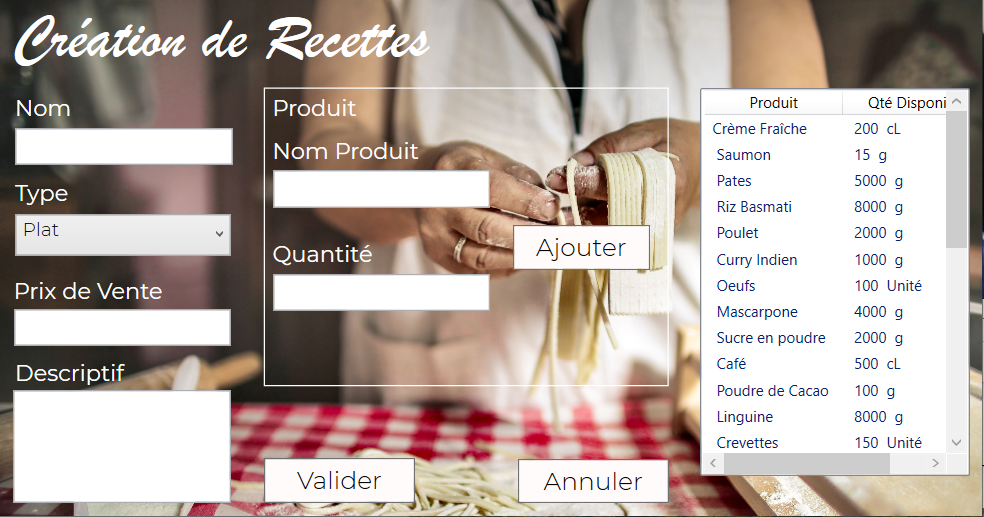 Création de Recettes
Nom
Type
Plat
Prix de Vente
Descriptif
Produit
Nom Produit
Quantité
Ajouter
Valider
Annuler
Produit Qté Disponi
Crème Fraîche 200 cL
Saumon 15 g
Pates 5000 g
Riz Basmati 8000 g
Poulet 2000 g
Curry Indien 1000 g
Oeufs 100 Unité
Mascarpone 4000 g
Sucre en poudre 2000 g
Café 500 cL
Poudre de Cacao 100 g
Linguine 8000 g
Crevettes 150 Unité